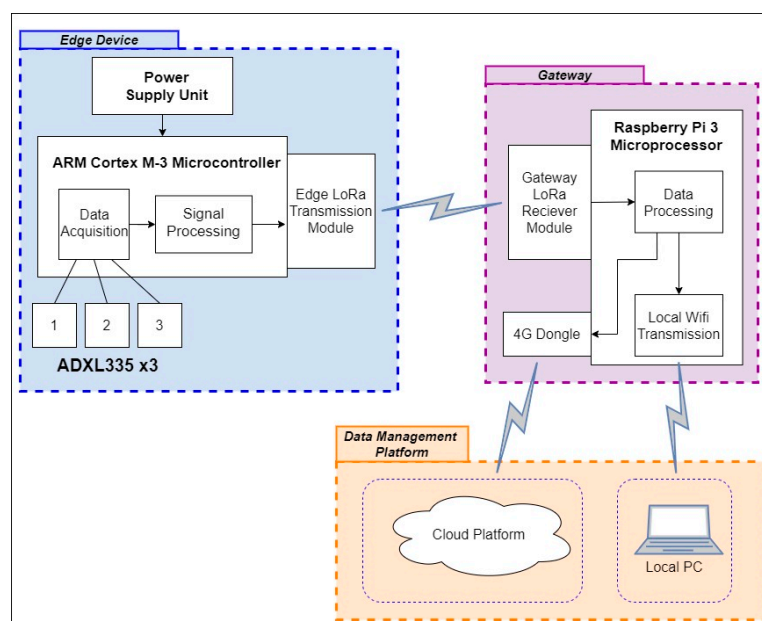 Edge Device
Power
Supply Unit
ARM Cortex M-3 Microcontroller
Data
Acquisition
Signal
Processing
Edge LoRa
Transmission
Module
1
2
3
ADXL335 x3
Gateway
Raspberry Pi 3
Microprocessor
Gateway
LoRa
Reciever
Module
Data
Processing
4G Dongle
Local Wifi
Transmission
Data Management
Platform
Cloud Platform
Local PC